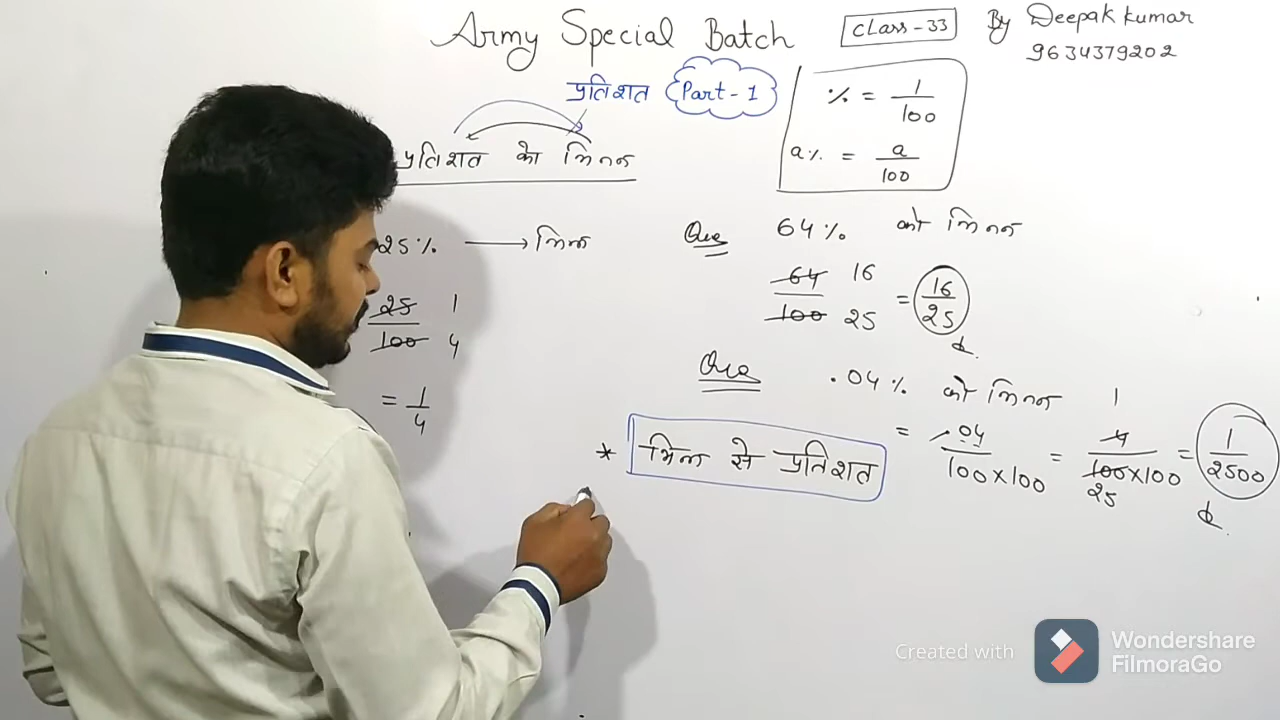 Army Special Batch class-33 By Deepak kumar
9634379202
प्रतिशत Part-1
% = 1/100
a% = a/100
प्रतिशत को भिन्न
25% → भिन्न
25/100 1/4
= 1/4
Que 64% को भिन्न
64/100 16/25 = 16/25
Que .04% को भिन्न
= .04/100×100 = 4/100×100 1 25 = 1/2500
* भिन्न से प्रतिशत
Created with Wondershare FilmoraGo